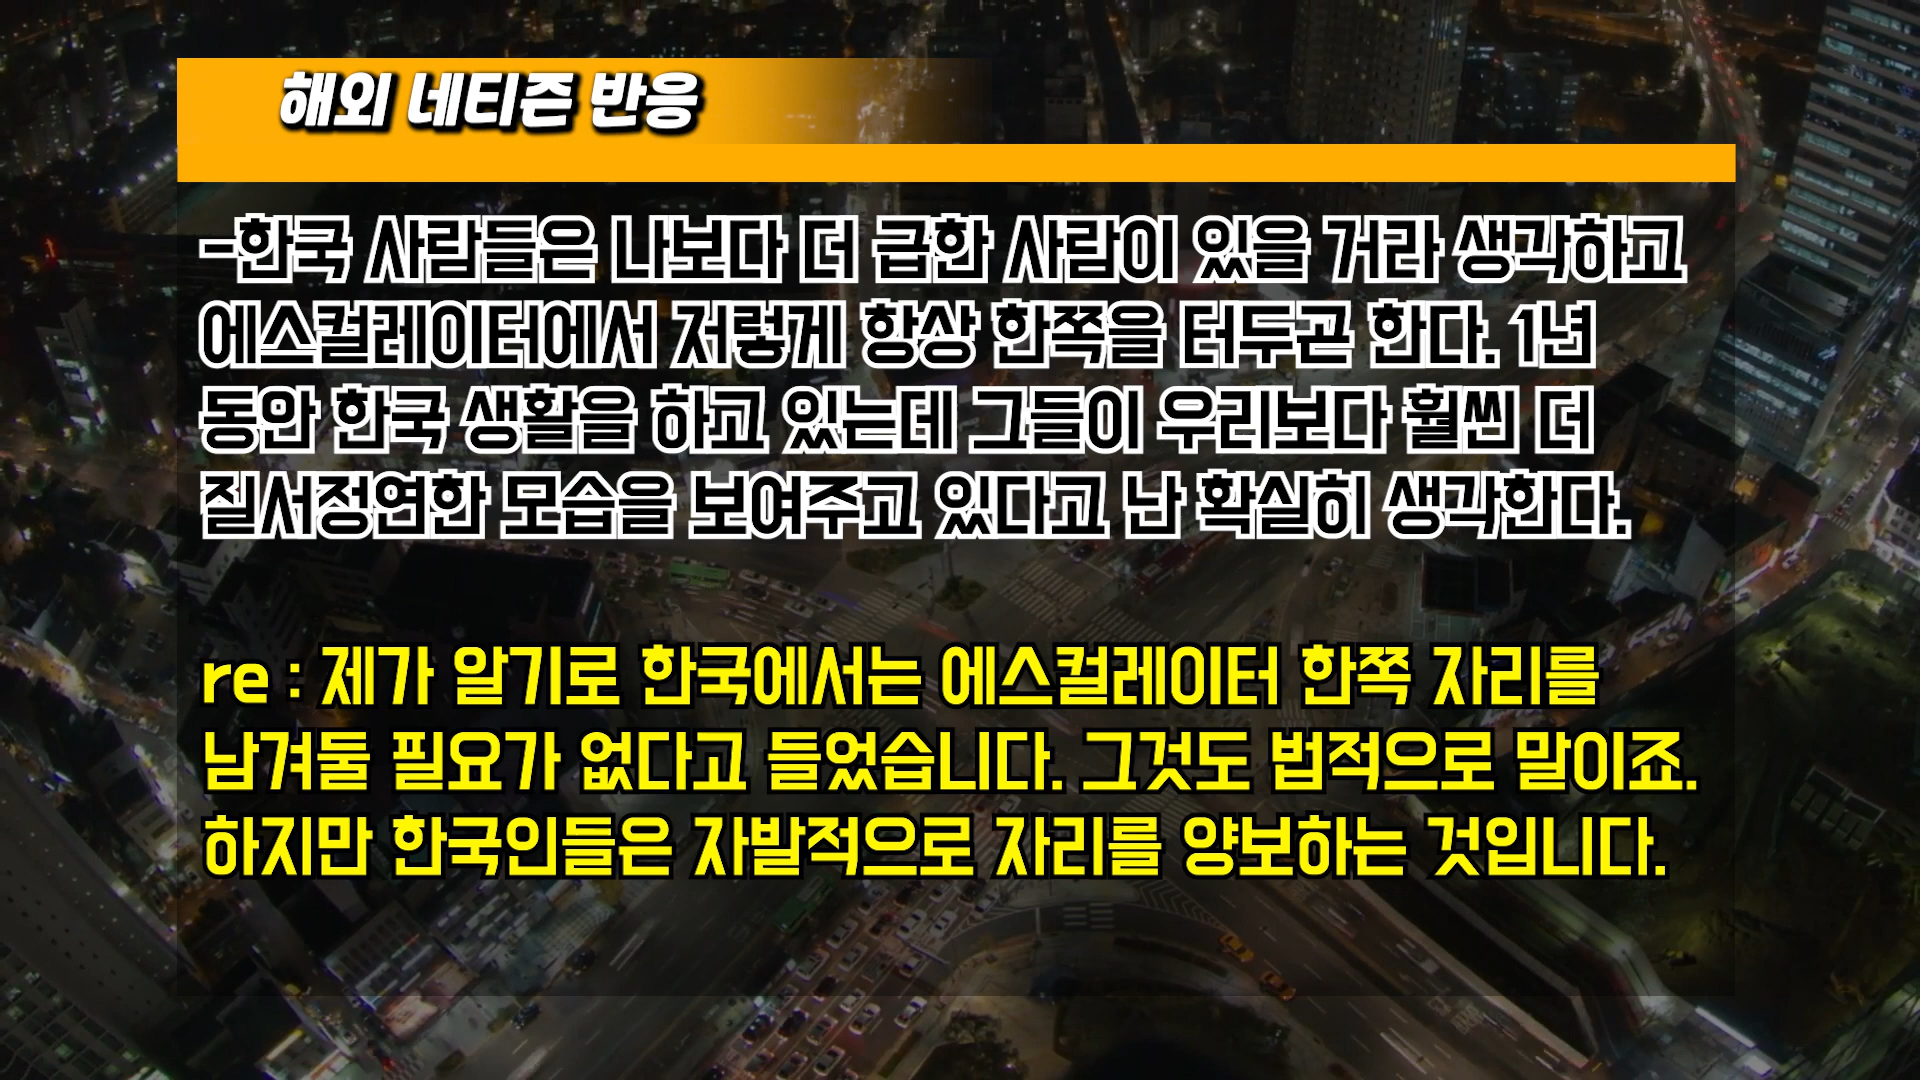 해외 네티즌 반응
-한국 사람들은 나보다 더 급한 사람이 있을 거라 생각하고
에스컬레이터에서 저렇게 항상 한쪽을 터두곤 한다. 1년
동안 한국 생활을 하고 있는데 그들이 우리보다 훨씬 더
질서정연한 모습을 보여주고 있다고 난 확실히 생각한다.
re : 제가 알기로 한국에서는 에스컬레이터 한쪽 자리를
남겨둘 필요가 없다고 들었습니다. 그것도 법적으로 말이죠.
하지만 한국인들은 자발적으로 자리를 양보하는 것입니다.